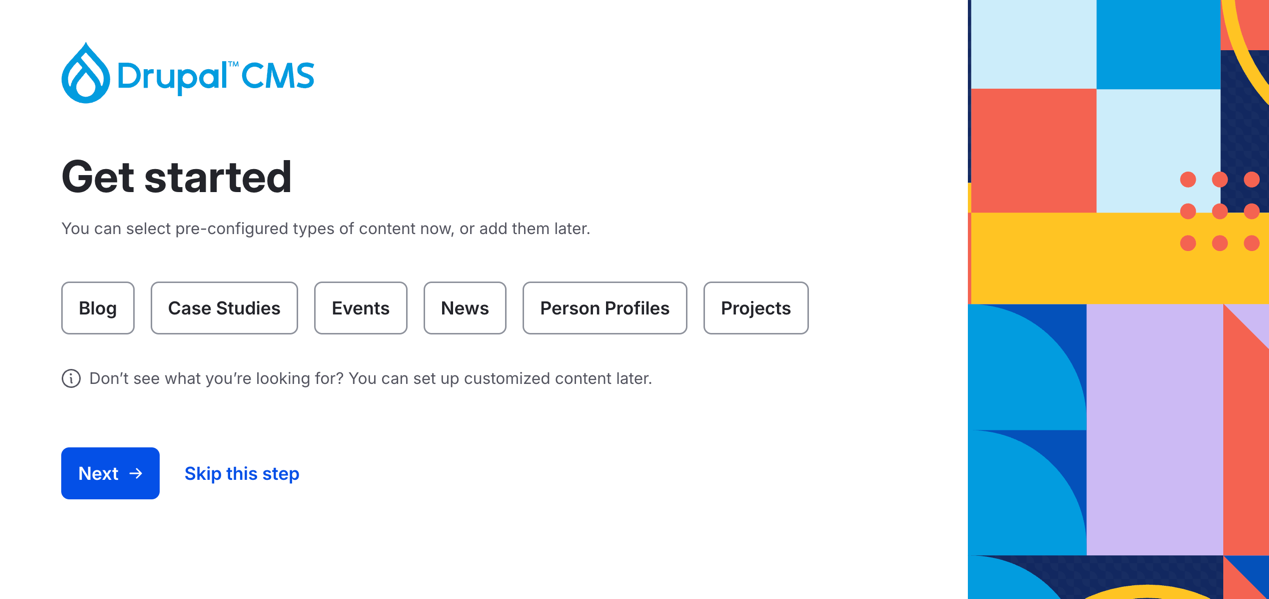 Drupal™ CMS
Get started
You can select pre-configured types of content now, or add them later.
Blog Case Studies Events News Person Profiles Projects
Don’t see what you’re looking for? You can set up customized content later.
Next → Skip this step